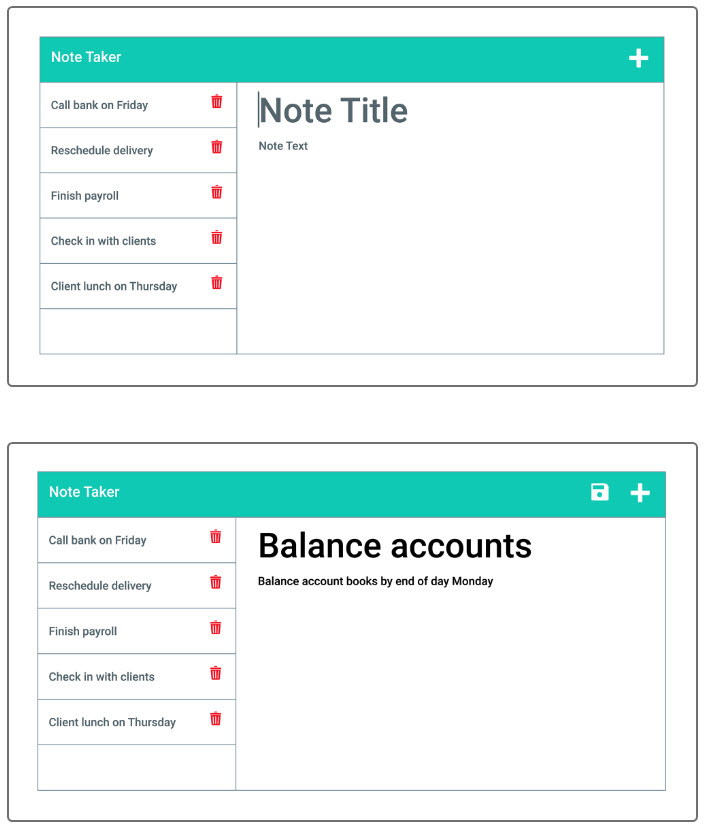 Note Taker
Call bank on Friday
Reschedule delivery
Finish payroll
Check in with clients
Client lunch on Thursday
Note Title
Note Text
Note Taker
Call bank on Friday
Reschedule delivery
Finish payroll
Check in with clients
Client lunch on Thursday
Balance accounts
Balance account books by end of day Monday